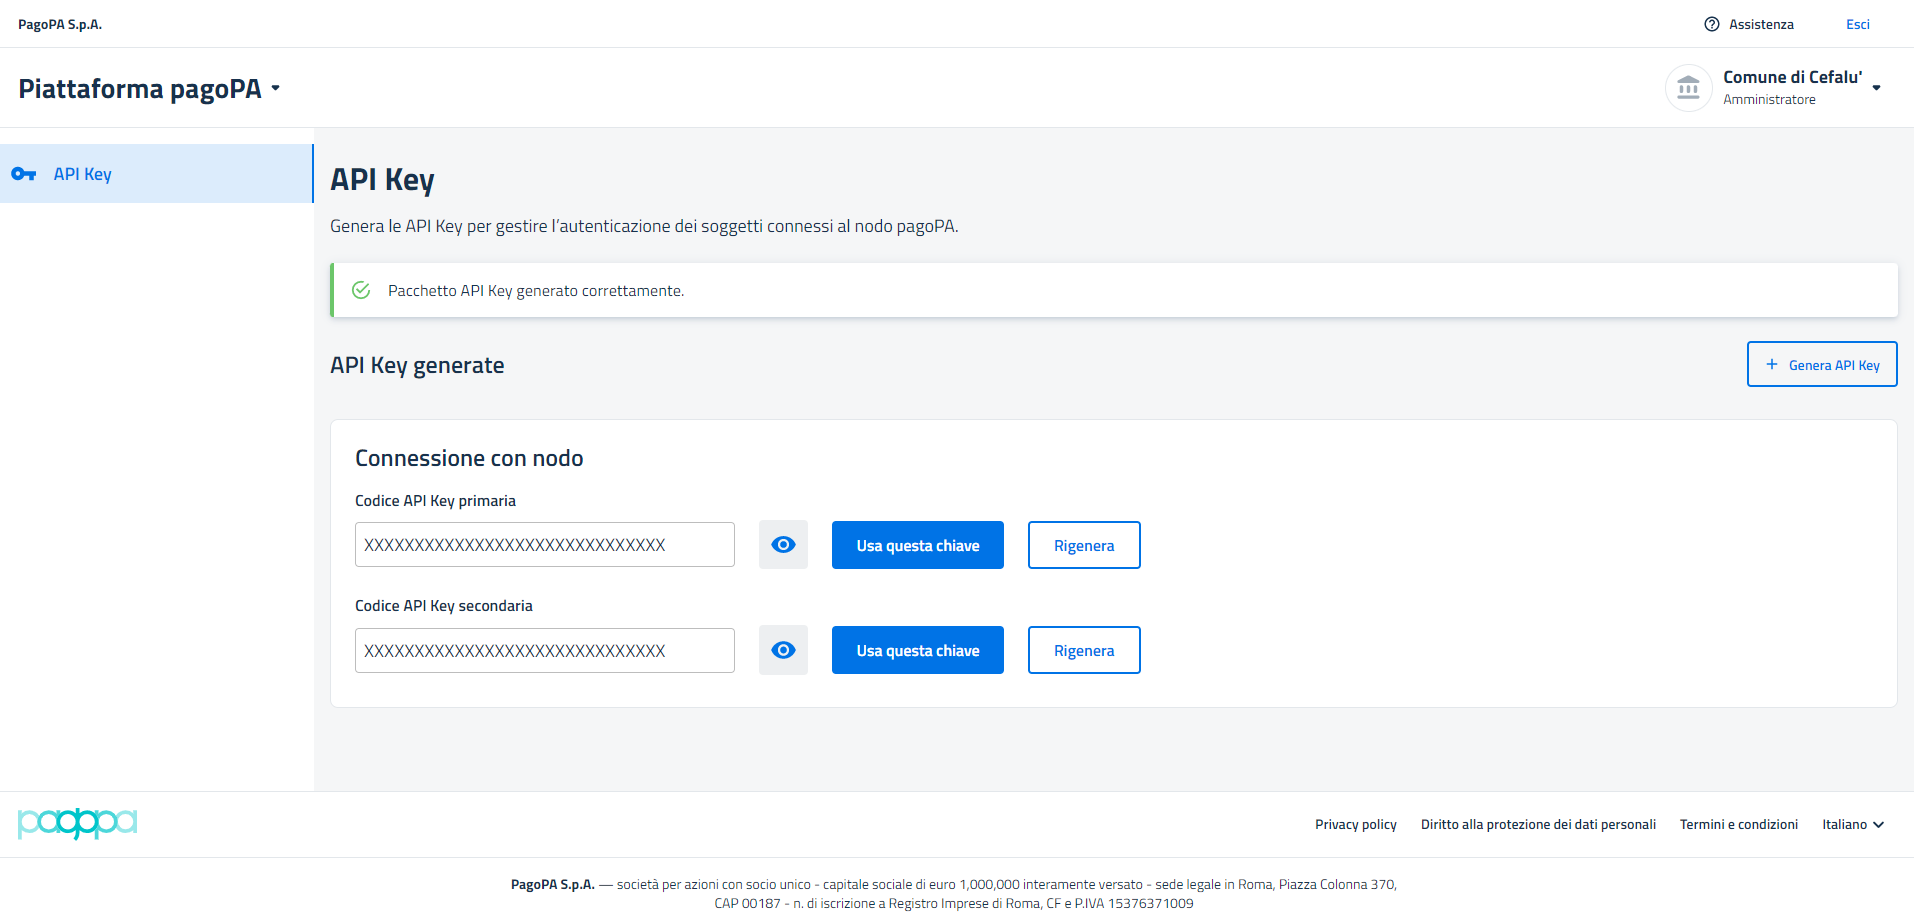 PagoPA S.p.A.
Assistenza
Esci
Piattaforma pagoPA
Comune di Cefalu'
Amministratore
API Key
API Key
Genera le API Key per gestire l'autenticazione dei soggetti connessi al nodo pagoPA.
Pacchetto API Key generato correttamente.
API Key generate
Genera API Key
Connessione con nodo
Codice API Key primaria
XXXXXXXXXXXXXXXXXXXXXXXXXXXXXX
Usa questa chiave
Rigenera
Codice API Key secondaria
XXXXXXXXXXXXXXXXXXXXXXXXXXXXXX
Usa questa chiave
Rigenera
pagopa
Privacy policy
Diritto alla protezione dei dati personali
Termini e condizioni
Italiano
PagoPA S.p.A. — società per azioni con socio unico - capitale sociale di euro 1,000,000 interamente versato - sede legale in Roma, Piazza Colonna 370,
CAP 00187 - n. di iscrizione a Registro Imprese di Roma, CF e P.IVA 15376371009